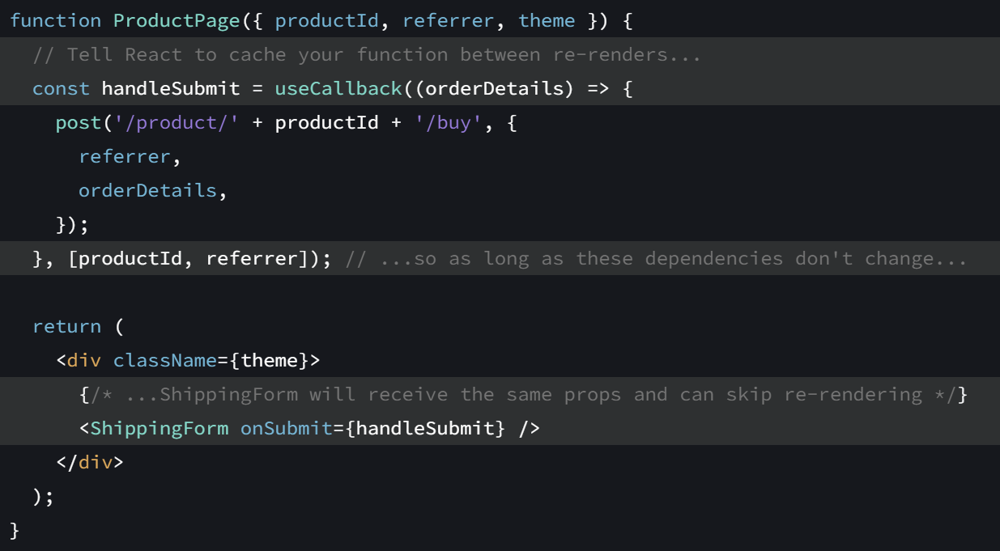 function ProductPage({ productId, referrer, theme }) {
  // Tell React to cache your function between re-renders...
  const handleSubmit = useCallback((orderDetails) => {
    post('/product/' + productId + '/buy', {
      referrer,
      orderDetails,
    });
  }, [productId, referrer]); // ...so as long as these dependencies don't change...

  return (
    <div className={theme}>
      {/* ...ShippingForm will receive the same props and can skip re-rendering */}
      <ShippingForm onSubmit={handleSubmit} />
    </div>
  );
}